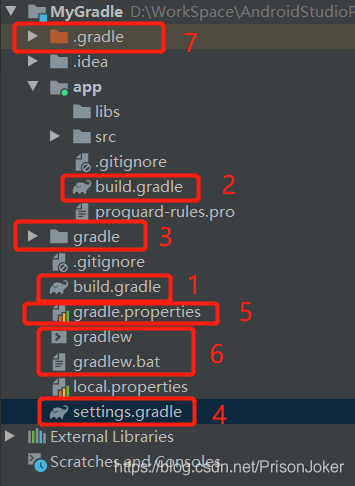 MyGradle D:\WorkSpace\AndroidStudioP
.gradle 7
.idea
app
libs
src
.gitignore
build.gradle 2
proguard-rules.pro
gradle 3
.gitignore
build.gradle 1
gradle.properties 5
gradlew
gradlew.bat 6
local.properties
settings.gradle 4
External Libraries
Scratches and Consoles
https://blog.csdn.net/PrisonJoker